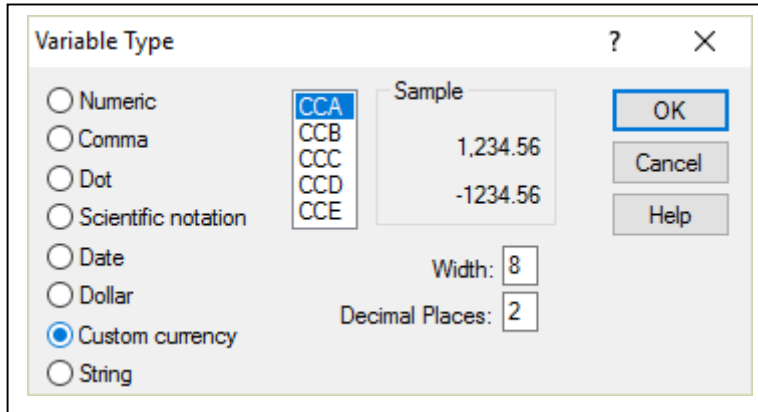 Variable Type
?
Numeric
Comma
Dot
Scientific notation
Date
Dollar
Custom currency
String
CCA
CCB
CCC
CCD
CCE
Sample
1,234.56
-1234.56
Width: 8
Decimal Places: 2
OK
Cancel
Help